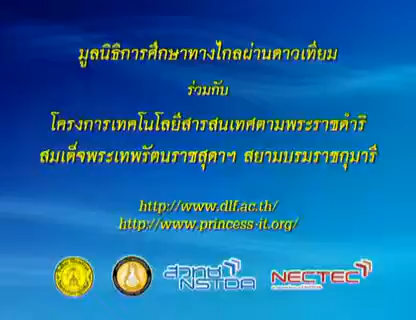 มูลนิธิการศึกษาทางไกลผ่านดาวเทียม
ร่วมกับ
โครงการเทคโนโลยีสารสนเทศตามพระราชดำริ
สมเด็จพระเทพรัตนราชสุดาฯ สยามบรมราชกุมารี
http://www.dlf.ac.th/
http://www.princess-it.org/
สวทช
NSTDA
NECTEC